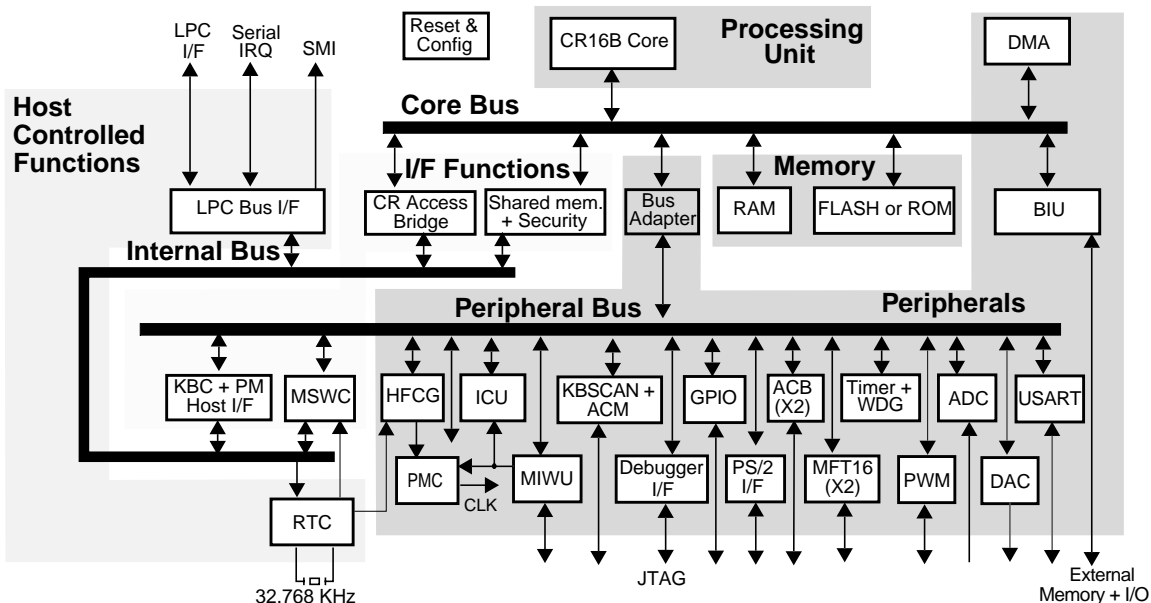 LPC
I/F
Serial
IRQ
SMI
Reset &
Config
CR16B Core
Processing
Unit
DMA
Host
Controlled
Functions
Core Bus
I/F Functions
Memory
LPC Bus I/F
CR Access
Bridge
Shared mem.
+ Security
Bus
Adapter
RAM
FLASH or ROM
BIU
Internal Bus
Peripheral Bus
Peripherals
KBC + PM
Host I/F
MSWC
HFCG
ICU
KBSCAN +
ACM
GPIO
ACB
(X2)
Timer +
WDG
ADC
USART
PMC
CLK
MIWU
Debugger
I/F
PS/2
I/F
MFT16
(X2)
PWM
DAC
RTC
32.768 KHz
JTAG
External
Memory + I/O